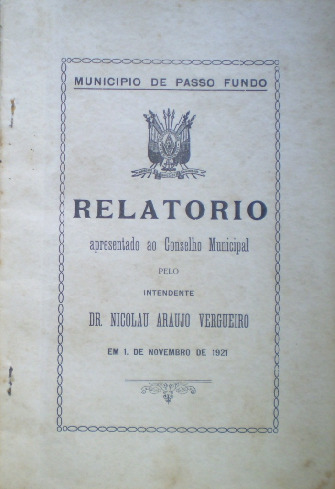 MUNICIPIO DE PASSO FUNDO
RELATORIO
apresentado ao Conselho Municipal
PELO
INTENDENTE
DR. NICOLAU ARAUJO VERGUEIRO
EM 1. DE NOVEMBRO DE 1921